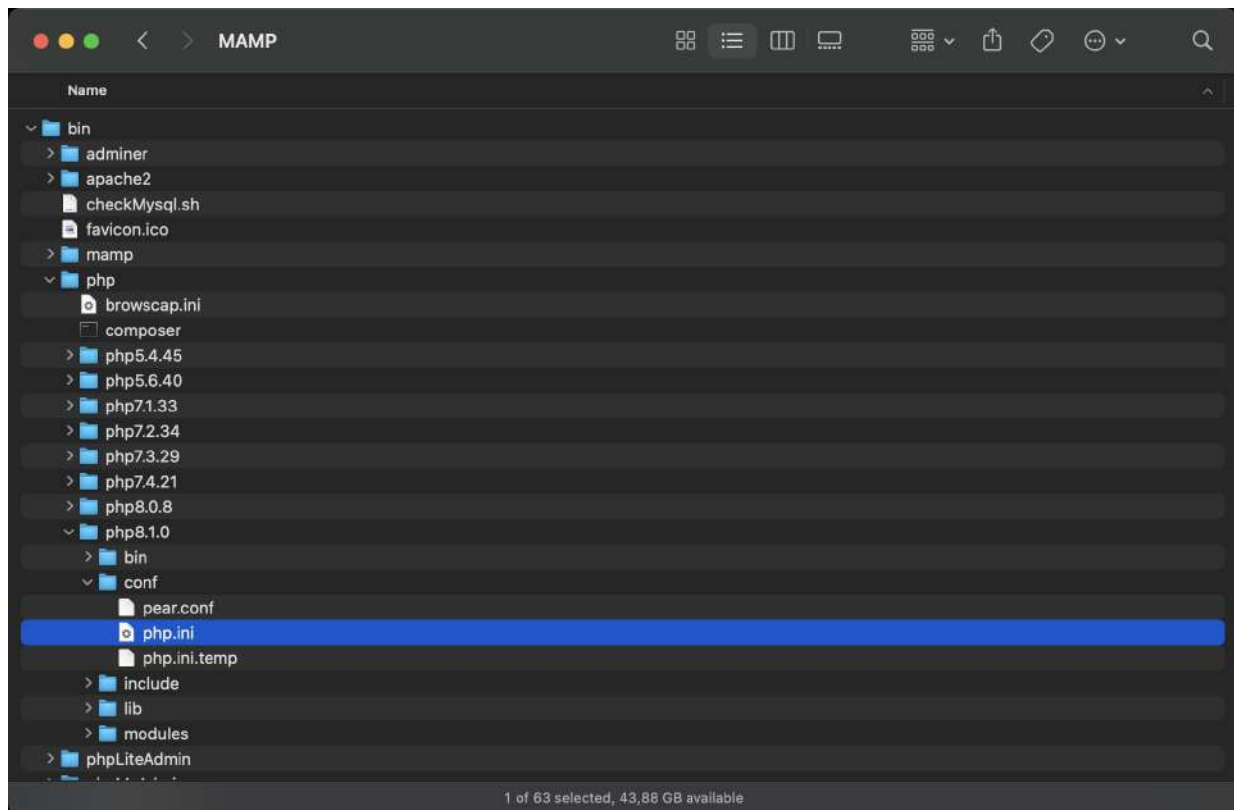 MAMP
Name
bin
adminer
apache2
checkMysql.sh
favicon.ico
mamp
php
browscap.ini
composer
php5.4.45
php5.6.40
php7.1.33
php7.2.34
php7.3.29
php7.4.21
php8.0.8
php8.1.0
bin
conf
pear.conf
php.ini
php.ini.temp
include
lib
modules
phpLiteAdmin
1 of 63 selected, 43,88 GB available